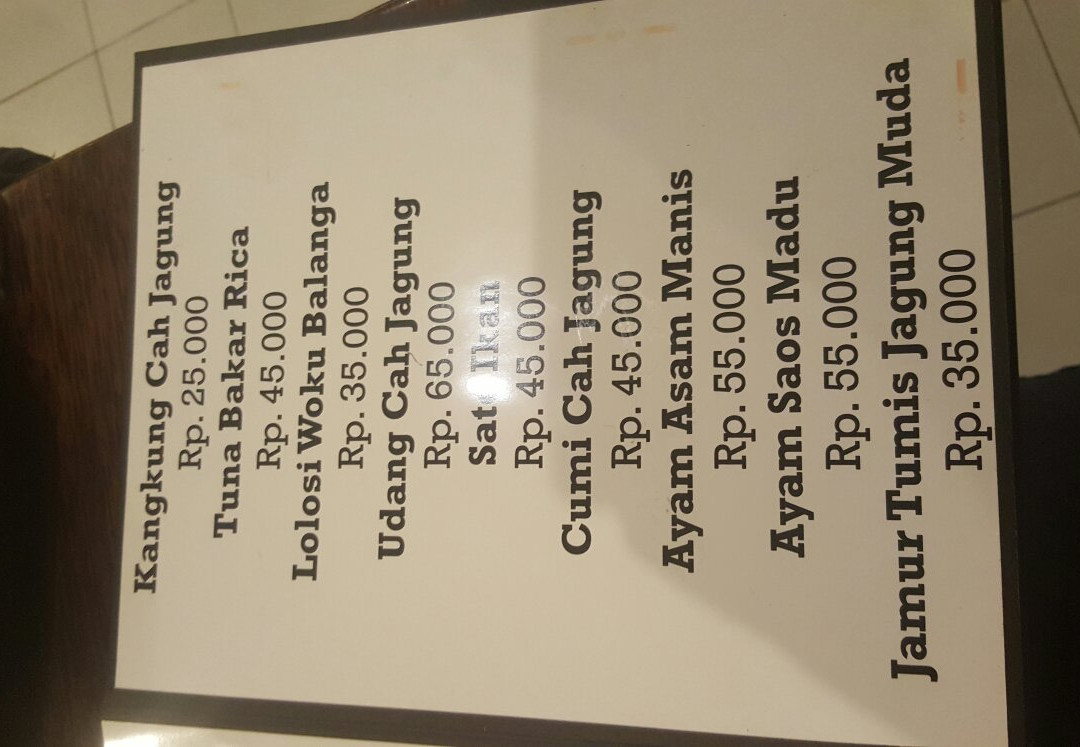 Kangkung Cah Jagung
Rp. 25.000
Tuna Bakar Rica
Rp. 45.000
Lolosi Woku Balanga
Rp. 35.000
Udang Cah Jagung
Rp. 65.000
Sate Ikan
Rp. 45.000
Cumi Cah Jagung
Rp. 45.000
Ayam Asam Manis
Rp. 55.000
Ayam Saos Madu
Rp. 55.000
Jamur Tumis Jagung Muda
Rp. 35.000